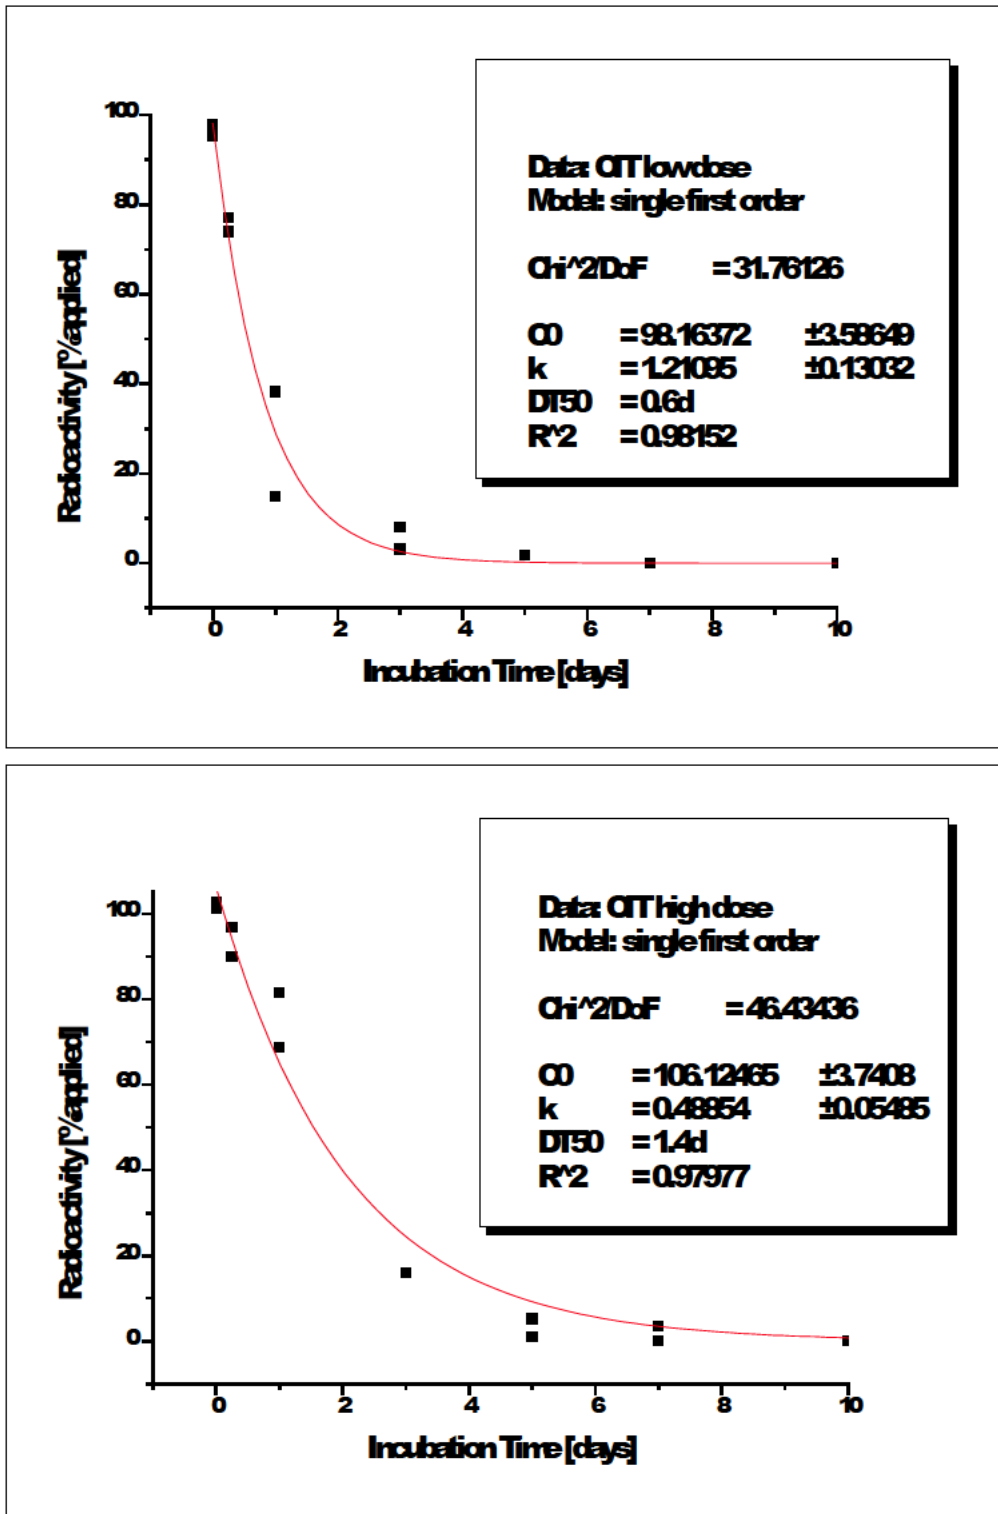 100
80
60
40
20
0
Radioactivity [% applied]
0 2 4 6 8 10
Incubation Time [days]
Data: OIT low dose
Model: single first order
Chi^2/DoF = 31.76126
C0 = 98.16372 ±3.58649
k = 1.21095 ±0.13032
DT50 = 0.6d
R^2 = 0.98152
100
80
60
40
20
0
Radioactivity [% applied]
0 2 4 6 8 10
Incubation Time [days]
Data: OIT high dose
Model: single first order
Chi^2/DoF = 46.43436
C0 = 106.12465 ±3.7408
k = 0.48854 ±0.05485
DT50 = 1.4d
R^2 = 0.97977